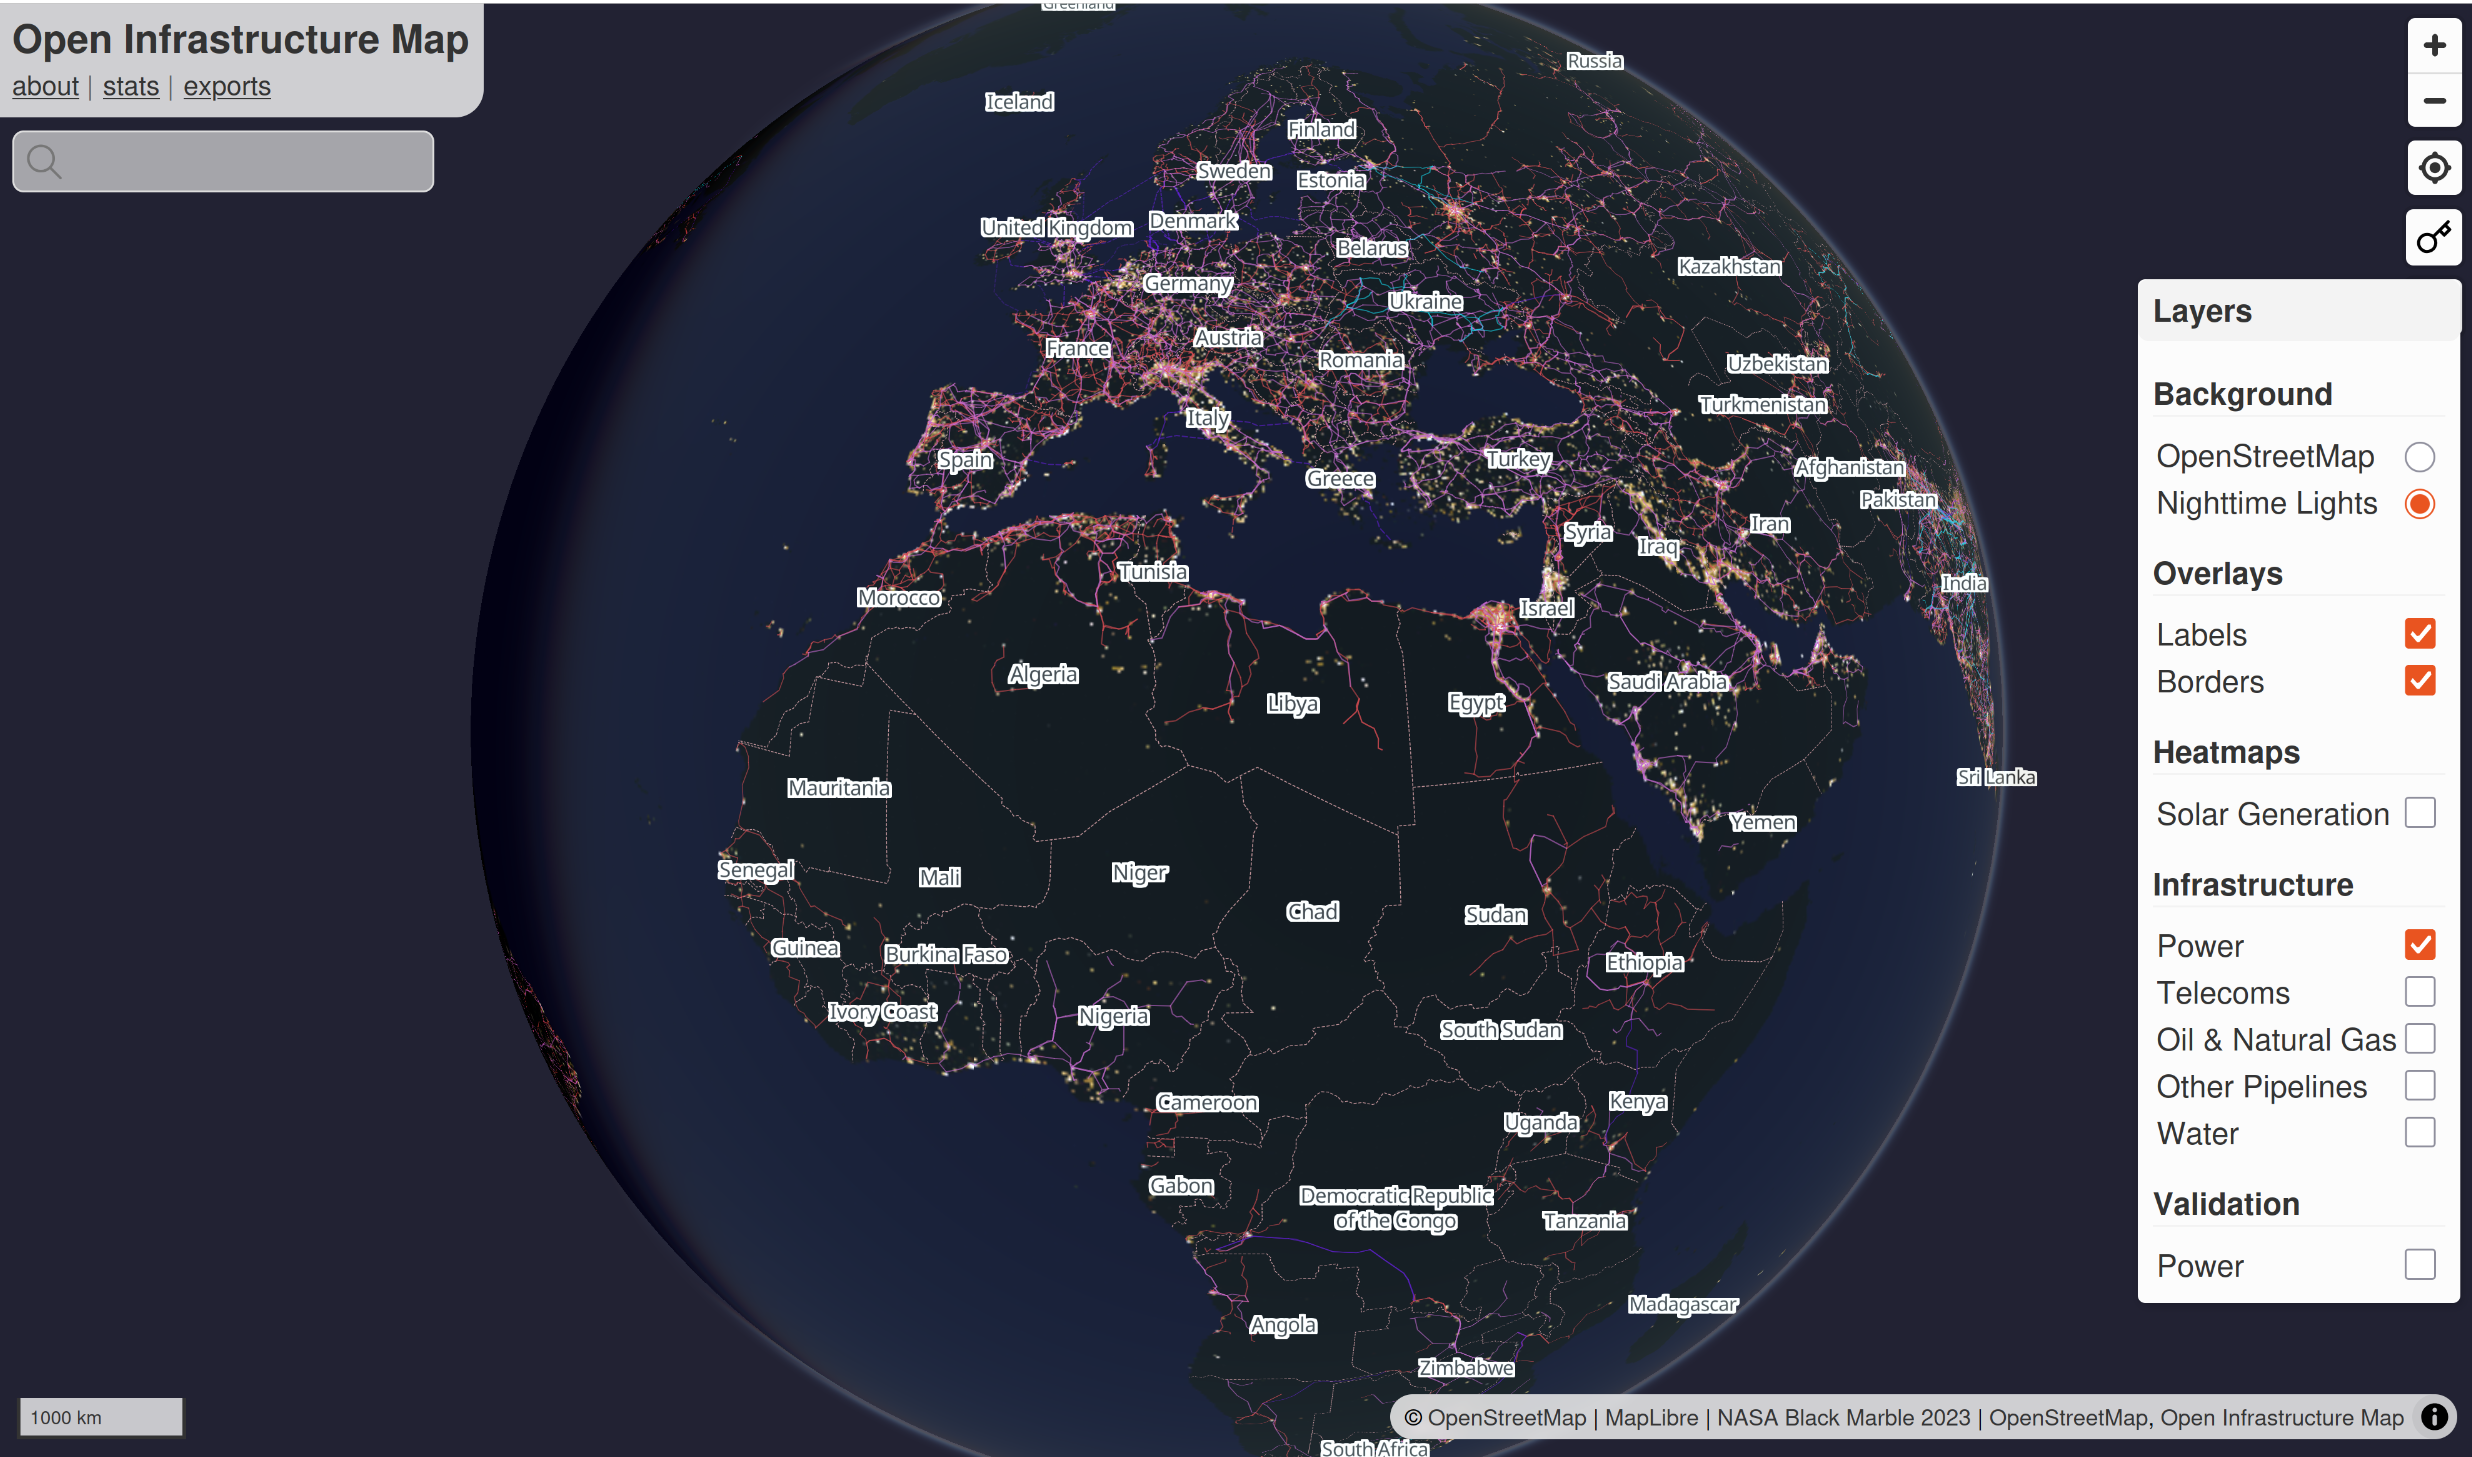 Greenland
Open Infrastructure Map
about | stats | exports
Russia
Iceland
Finland
Sweden
Estonia
United Kingdom
Denmark
Belarus
Kazakhstan
Germany
Ukraine
Layers
Austria
France
Romania
Uzbekistan
Background
Turkmenistan
Italy
Spain
Turkey
OpenStreetMap
Afghanistan
Greece
Pakistan
Nighttime Lights
Iran
Syria
Iraq
Tunisia
India
Overlays
Morocco
Israel
Labels
Algeria
Saudi Arabia
Borders
Libya
Egypt
Heatmaps
Mauritania
Sri Lanka
Yemen
Solar Generation
Senegal
Mali
Niger
Infrastructure
Chad
Sudan
Guinea
Burkina Faso
Ethiopia
Power
Ivory Coast
Nigeria
Telecoms
South Sudan
Oil & Natural Gas
Cameroon
Kenya
Other Pipelines
Uganda
Water
Gabon
Democratic Republic
of the Congo
Tanzania
Validation
Power
Madagascar
Angola
Zimbabwe
1000 km
© OpenStreetMap | MapLibre | NASA Black Marble 2023 | OpenStreetMap, Open Infrastructure Map
South Africa